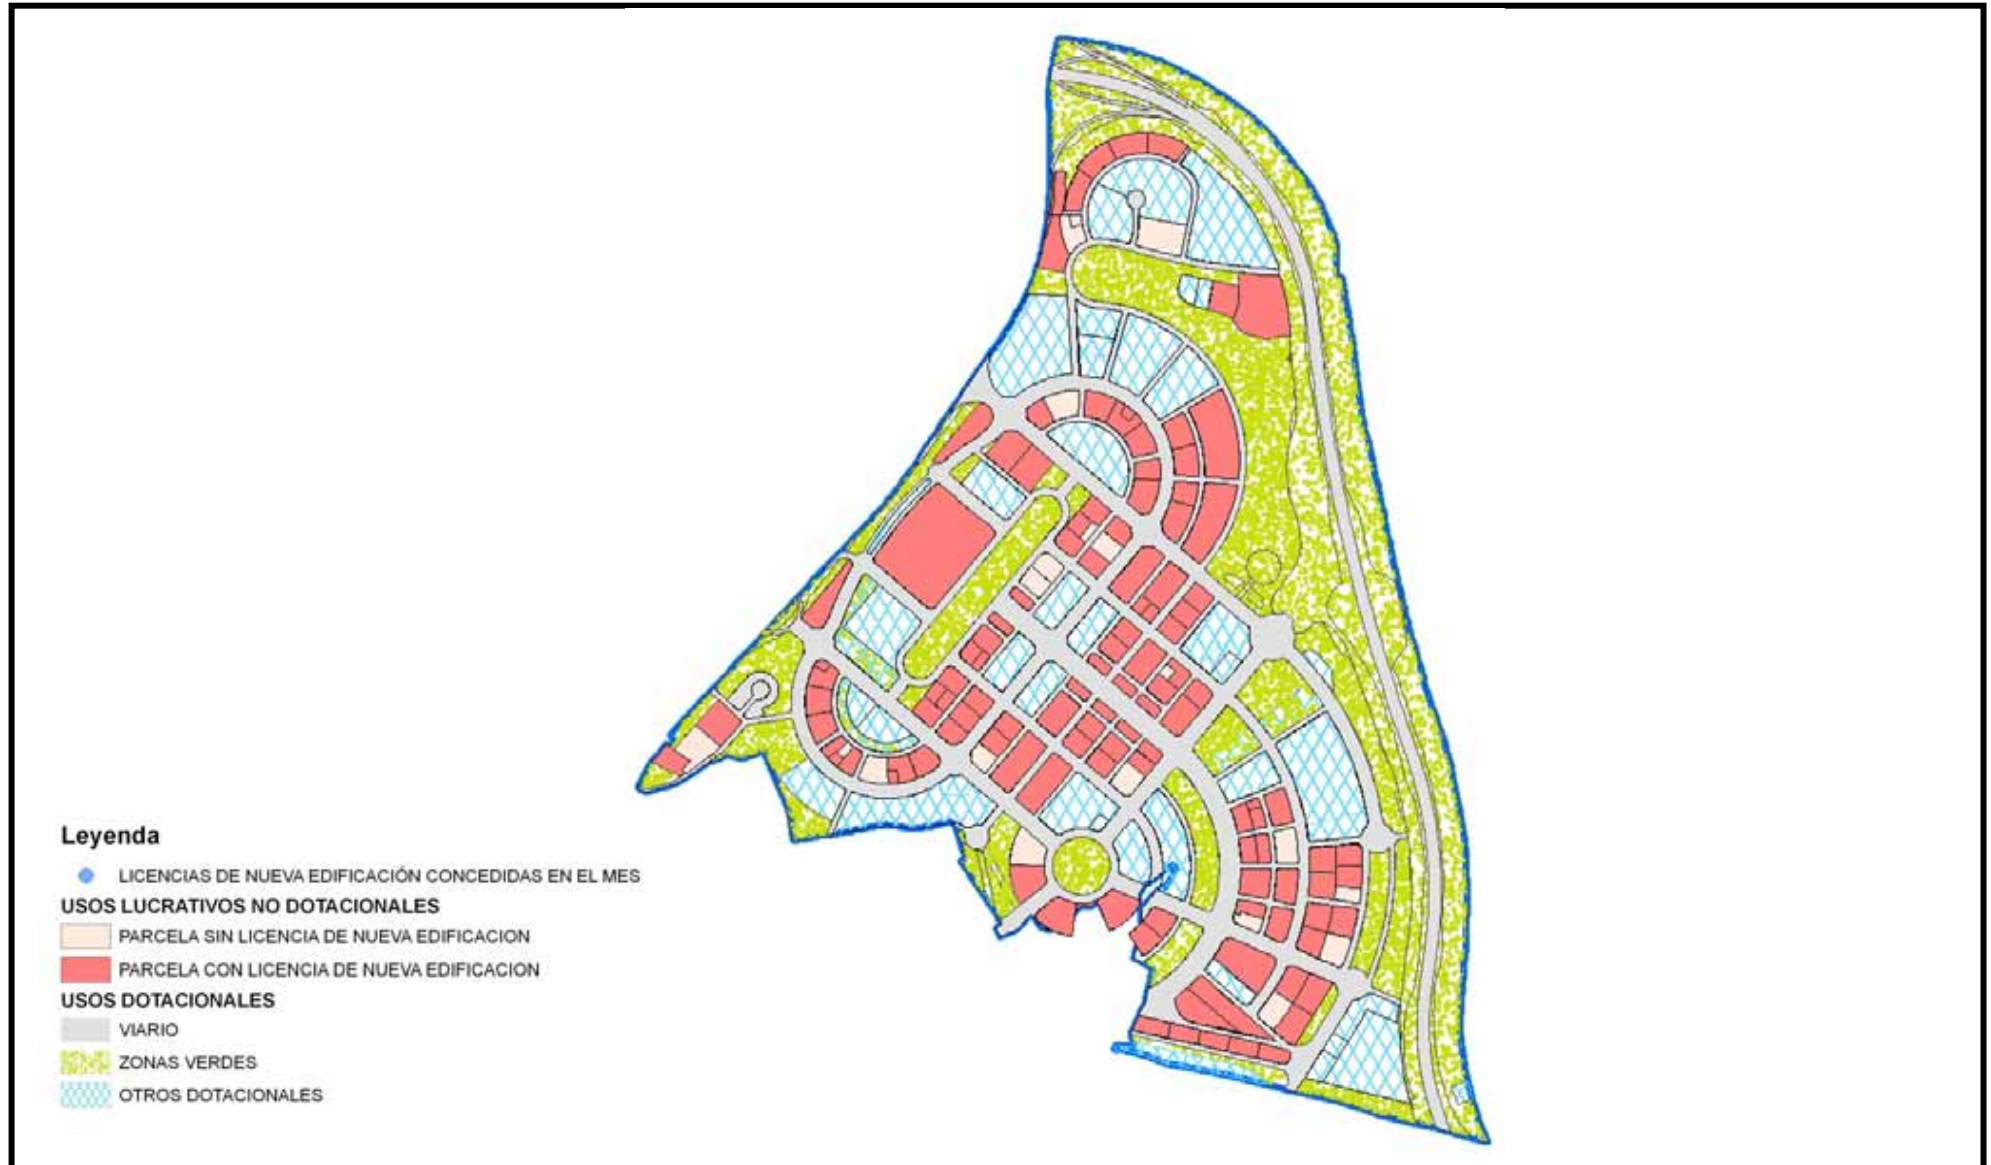 Leyenda
LICENCIAS DE NUEVA EDIFICACIÓN CONCEDIDAS EN EL MES
USOS LUCRATIVOS NO DOTACIONALES
PARCELA SIN LICENCIA DE NUEVA EDIFICACION
PARCELA CON LICENCIA DE NUEVA EDIFICACION
USOS DOTACIONALES
VIARIO
ZONAS VERDES
OTROS DOTACIONALES